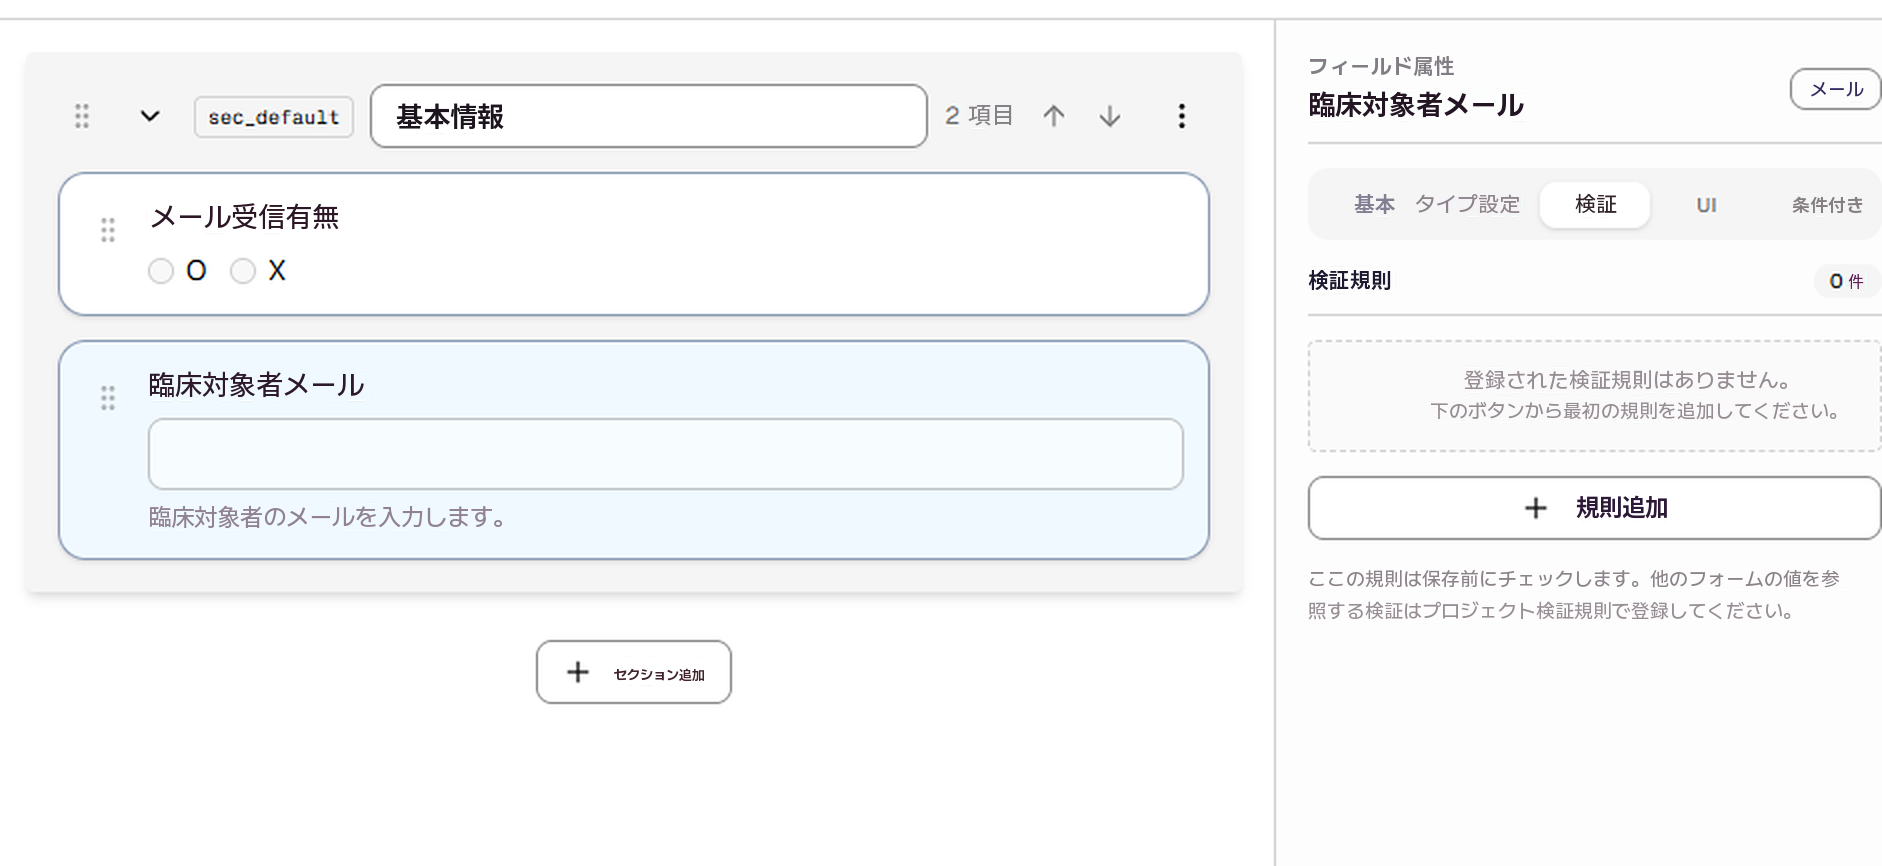 sec_default
基本情報
2 項目
メール受信有無
O X
臨床対象者メール
臨床対象者のメールを入力します。
セクション追加
フィールド属性
臨床対象者メール
メール
基本 タイプ設定 検証 UI 条件付き
検証規則
0 件
登録された検証規則はありません。
下のボタンから最初の規則を追加してください。
規則追加
ここの規則は保存前にチェックします。他のフォームの値を参
照する検証はプロジェクト検証規則で登録してください。